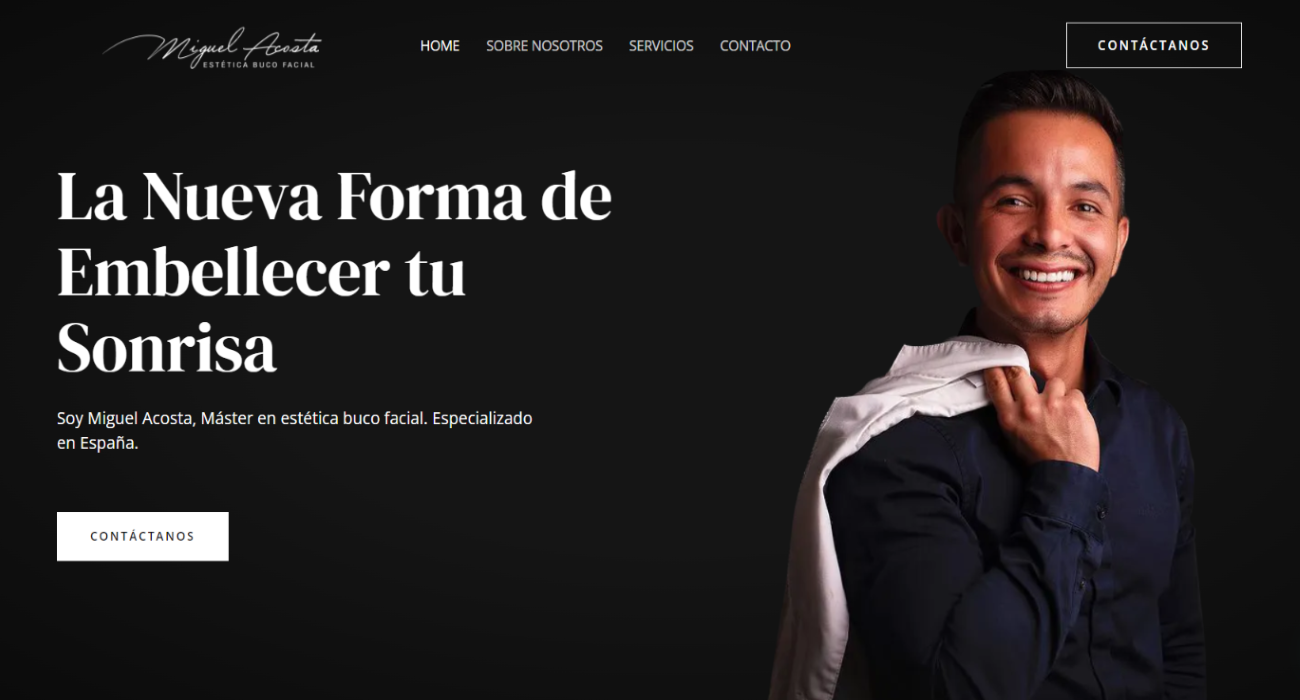 Miguel Acosta
ESTÉTICA BUCO FACIAL
HOME
SOBRE NOSOTROS
SERVICIOS
CONTACTO
CONTÁCTANOS
La Nueva Forma de
Embellecer tu
Sonrisa
Soy Miguel Acosta, Máster en estética buco facial. Especializado
en España.
CONTÁCTANOS